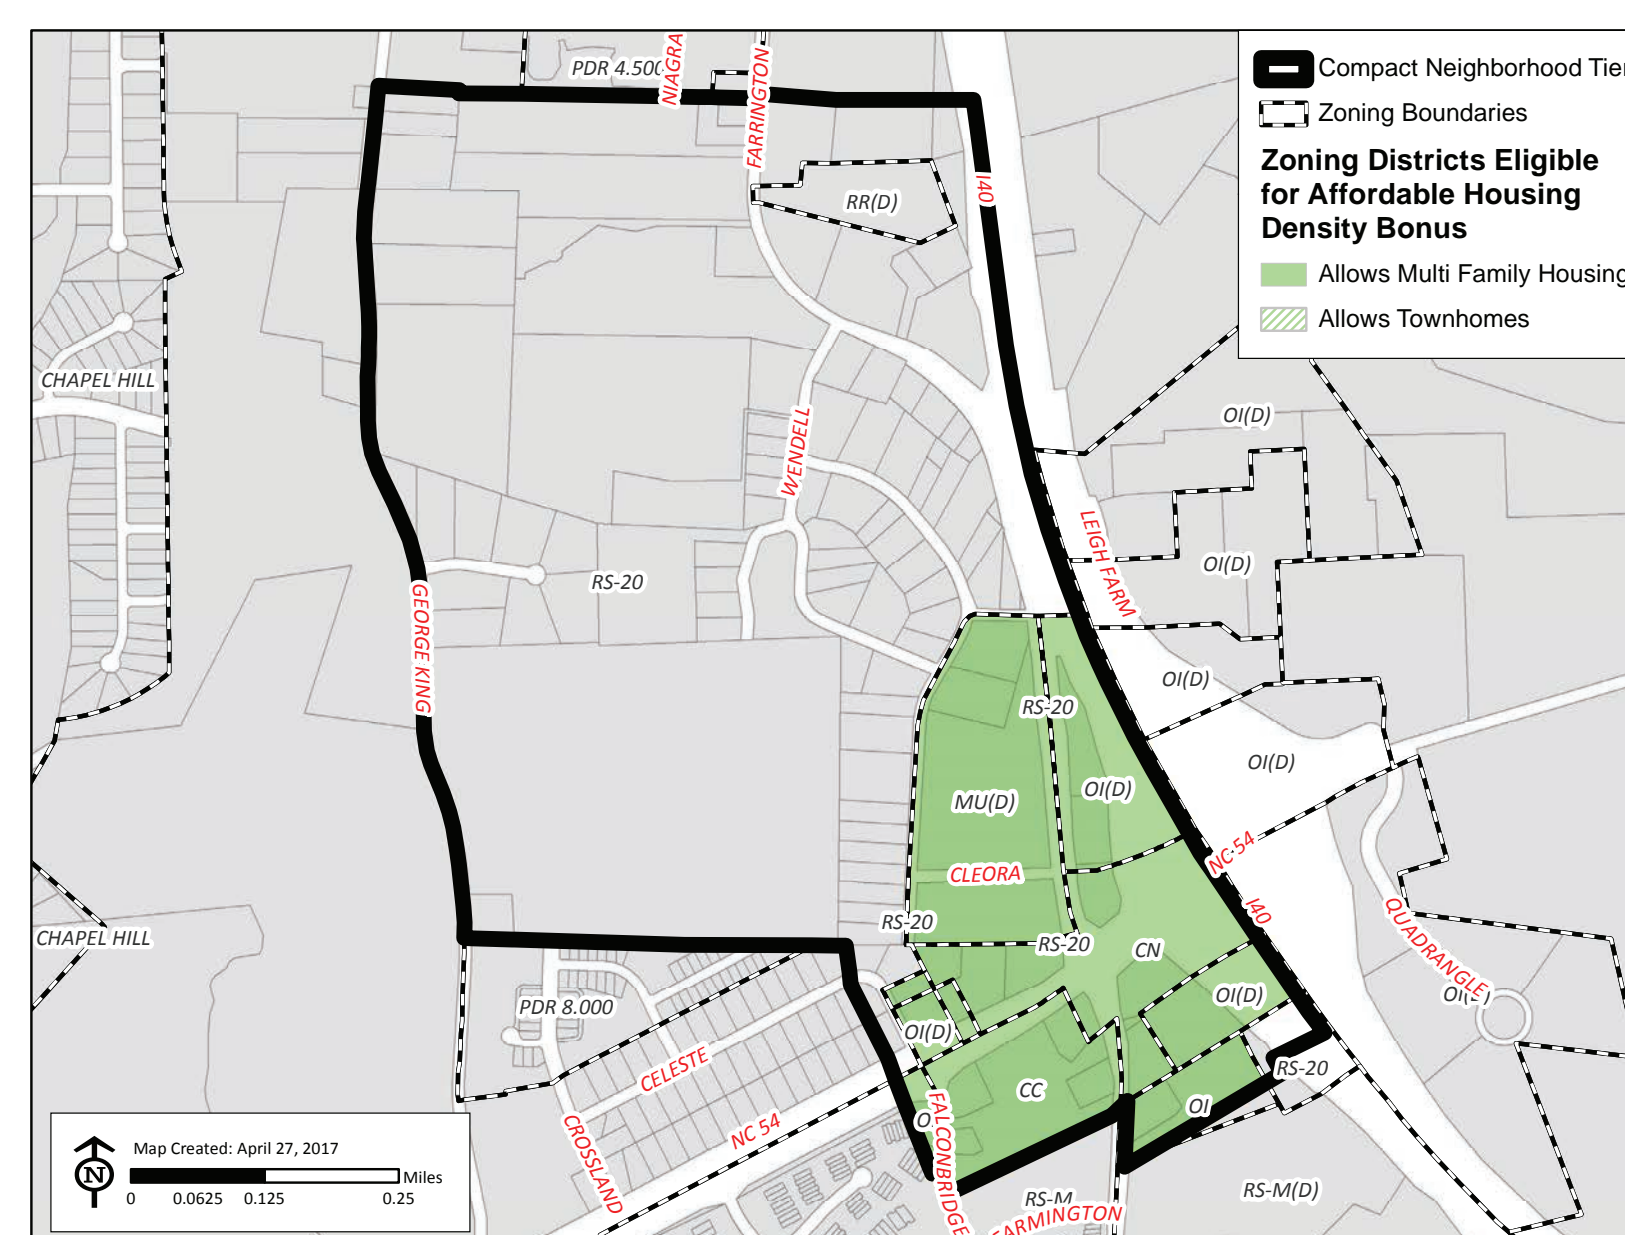 Compact Neighborhood Tier
Zoning Boundaries
Zoning Districts Eligible
for Affordable Housing
Density Bonus
Allows Multi Family Housing
Allows Townhomes
PDR 4.500
NIAGRA
FARRINGTON
I40
RR(D)
CHAPEL HILL
OI(D)
WENDELL
LEIGH FARM
OI(D)
RS-20
GEORGE KING
OI(D)
RS-20
OI(D)
MU(D)
OI(D)
NC 54
CLEORA
I40
RS-20
QUADRANGLE
CHAPEL HILL
RS-20
CN
OI(D)
PDR 8.000
OI(D)
OI(D)
CELESTE
RS-20
CC
OI
FALCONBRIDGE
NC 54
CROSSLAND
RS-M
RS-M(D)
ARMINGTON
Map Created: April 27, 2017
N
Miles
0 0.0625 0.125 0.25